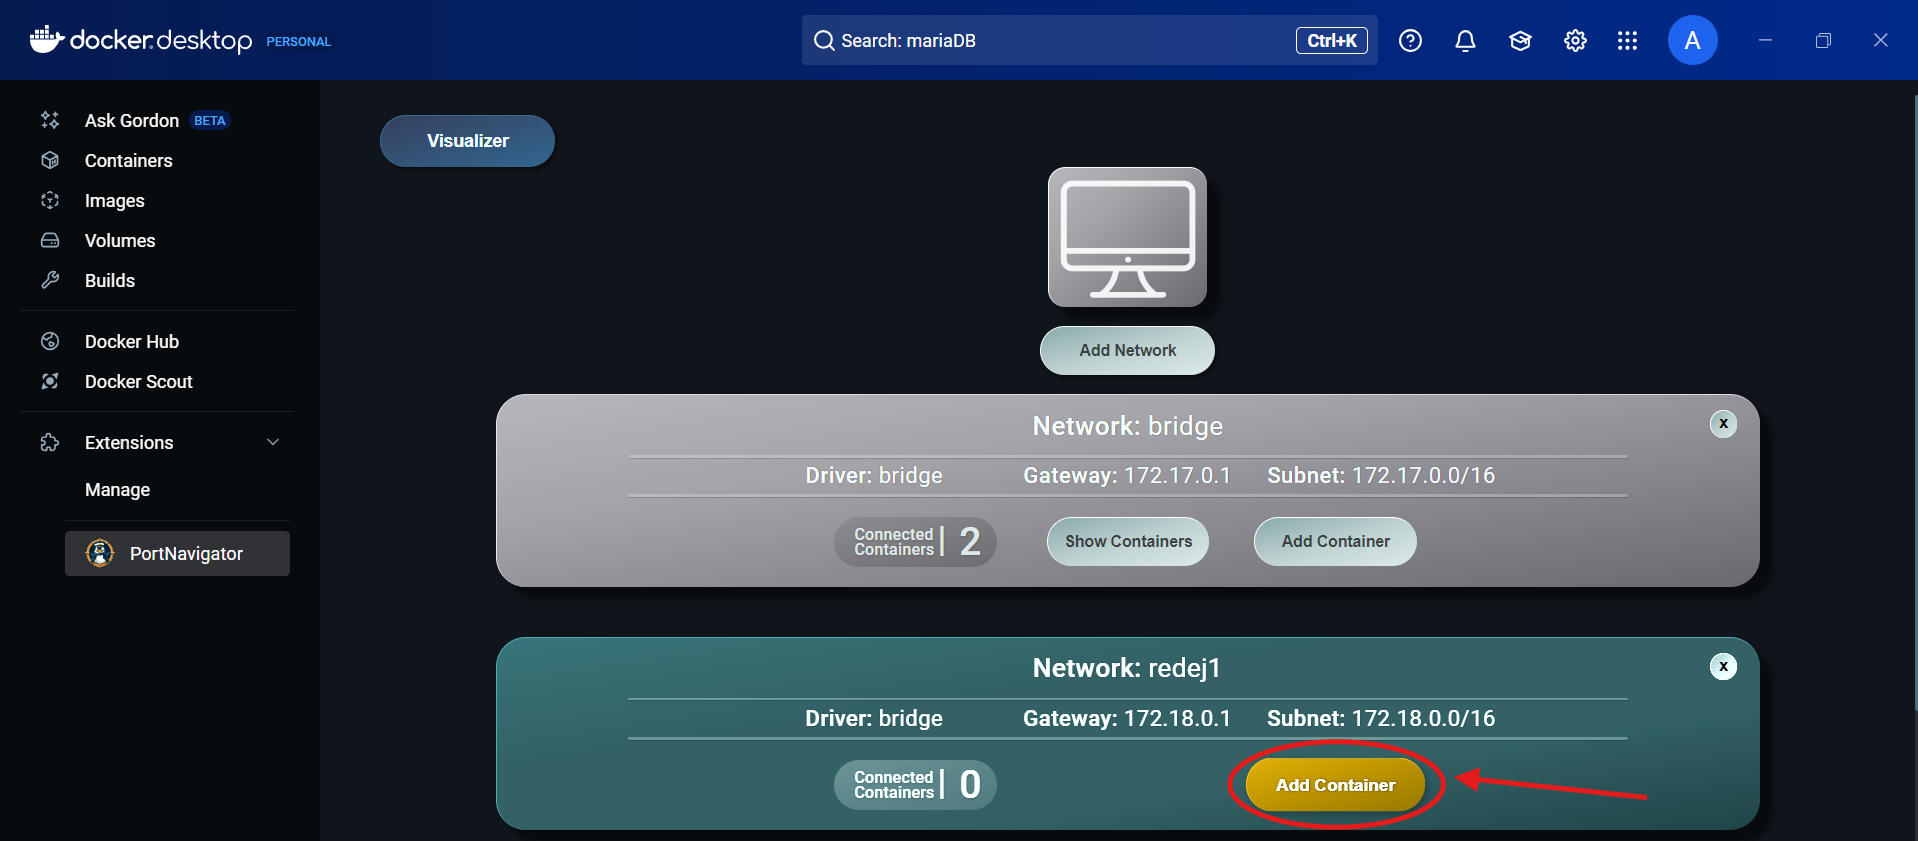 docker.desktop PERSONAL
Search: mariaDB
Ctrl+K
A
Ask Gordon BETA
Containers
Images
Volumes
Builds
Docker Hub
Docker Scout
Extensions
Manage
PortNavigator
Visualizer
Add Network
Network: bridge
x
Driver: bridge Gateway: 172.17.0.1 Subnet: 172.17.0.0/16
Connected
Containers
2
Show Containers
Add Container
Network: redej1
x
Driver: bridge Gateway: 172.18.0.1 Subnet: 172.18.0.0/16
Connected
Containers
0
Add Container